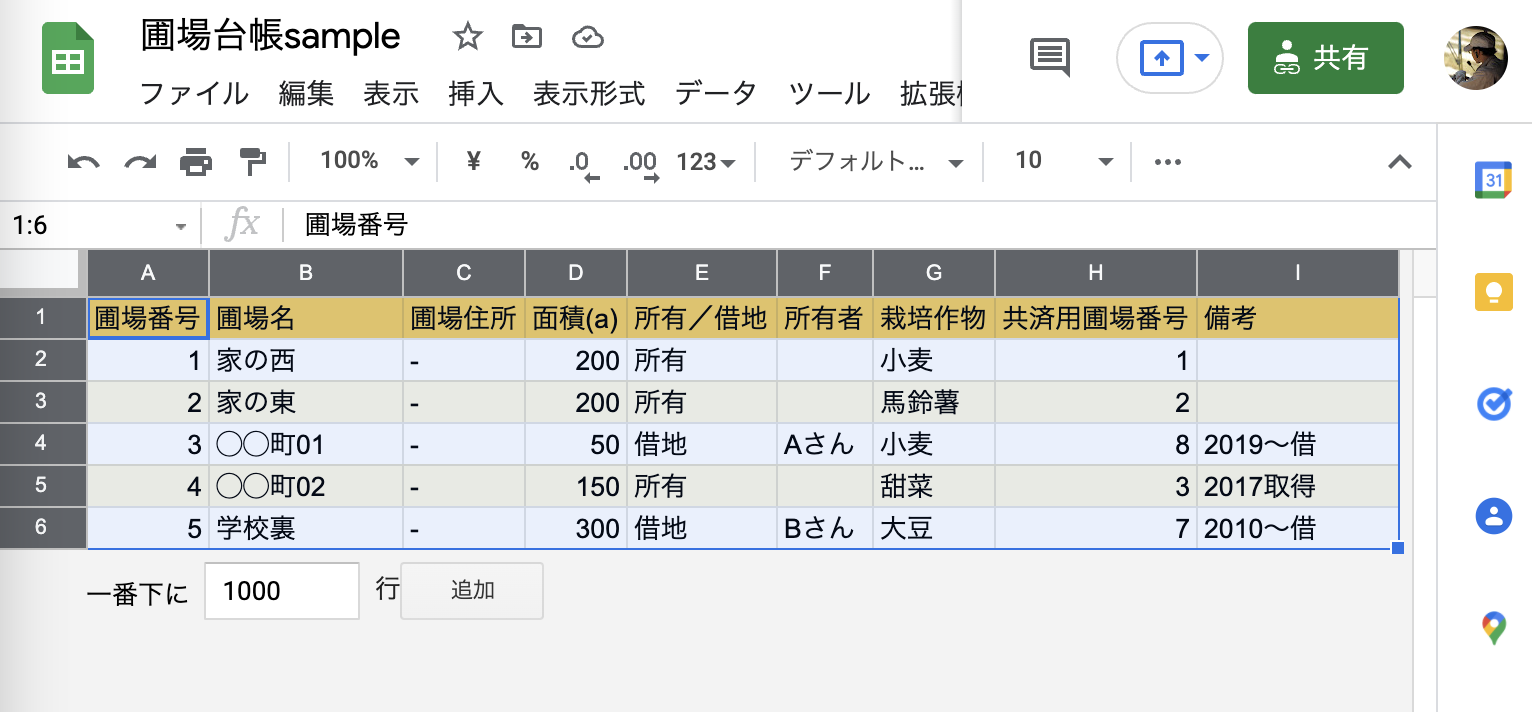 圃場台帳sample
ファイル 編集 表示 挿入 表示形式 データ ツール 拡張
共有
100% ¥ % .0 .00 123 デフォルト... 10
31
1:6 fx 圃場番号
A B C D E F G H I
1 圃場番号 圃場名 圃場住所 面積(a) 所有／借地 所有者 栽培作物 共済用圃場番号 備考
2 1 家の西 - 200 所有 小麦 1
3 2 家の東 - 200 所有 馬鈴薯 2
4 3 〇〇町01 - 50 借地 Aさん 小麦 8 2019〜借
5 4 〇〇町02 - 150 所有 甜菜 3 2017取得
6 5 学校裏 - 300 借地 Bさん 大豆 7 2010〜借
一番下に 1000 行 追加